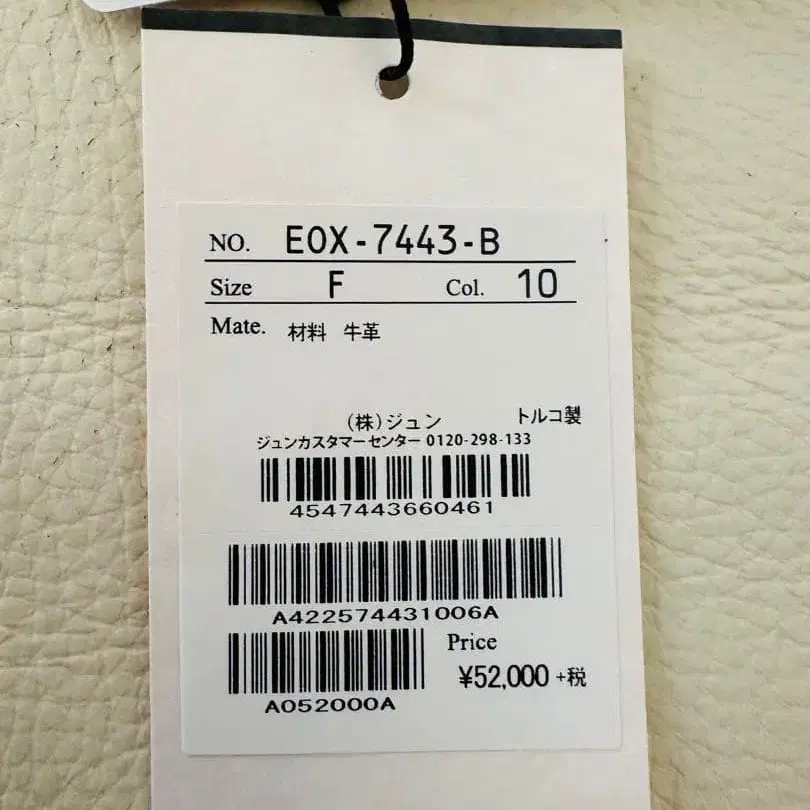 NO. EOX-7443-B
Size F Col. 10
Mate. 材料 牛革
(株)ジュン トルコ製
ジュンカスタマーセンター 0120-298-133
4547443660461
A422574431006A
Price
¥52,000 +税
A052000A